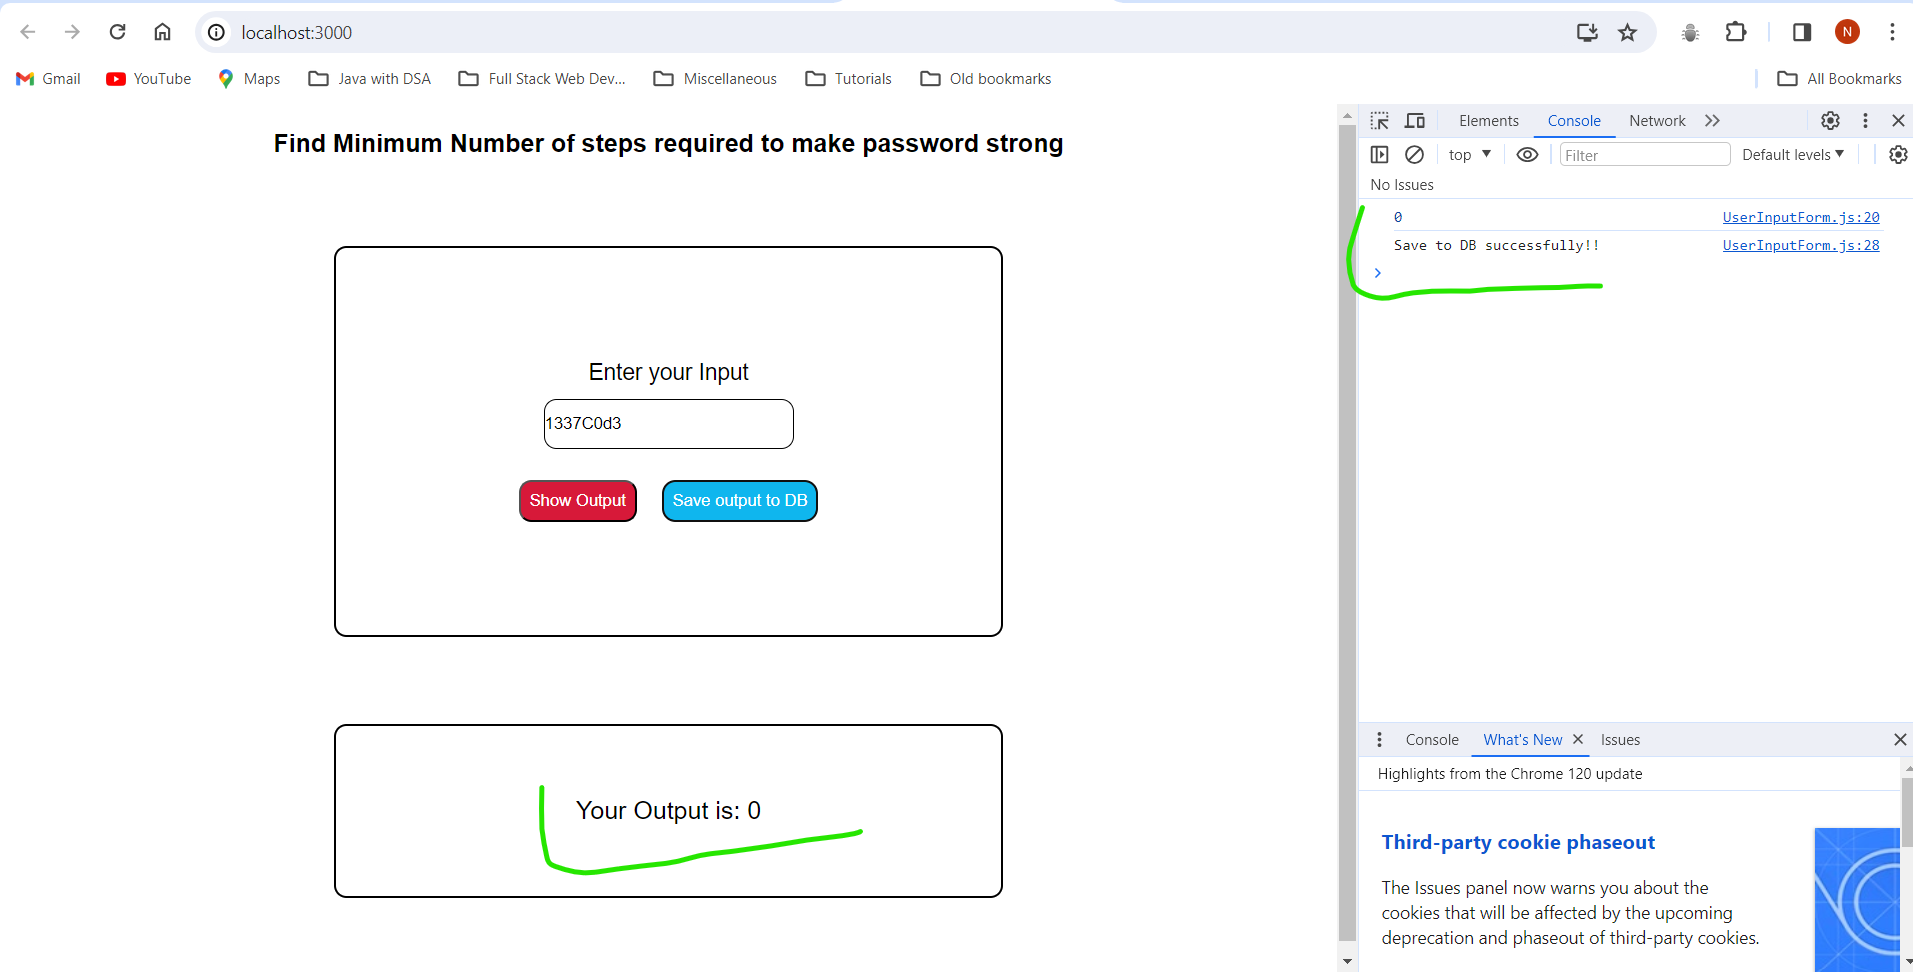 localhost:3000
N
Gmail YouTube Maps Java with DSA Full Stack Web Dev... Miscellaneous Tutorials Old bookmarks All Bookmarks
Find Minimum Number of steps required to make password strong
Enter your Input
1337C0d3
Show Output Save output to DB
Your Output is: 0
Elements Console Network
top Filter Default levels
No Issues
0 UserInputForm.js:20
Save to DB successfully!! UserInputForm.js:28
Console What's New Issues
Highlights from the Chrome 120 update
Third-party cookie phaseout
The Issues panel now warns you about the
cookies that will be affected by the upcoming
deprecation and phaseout of third-party cookies.